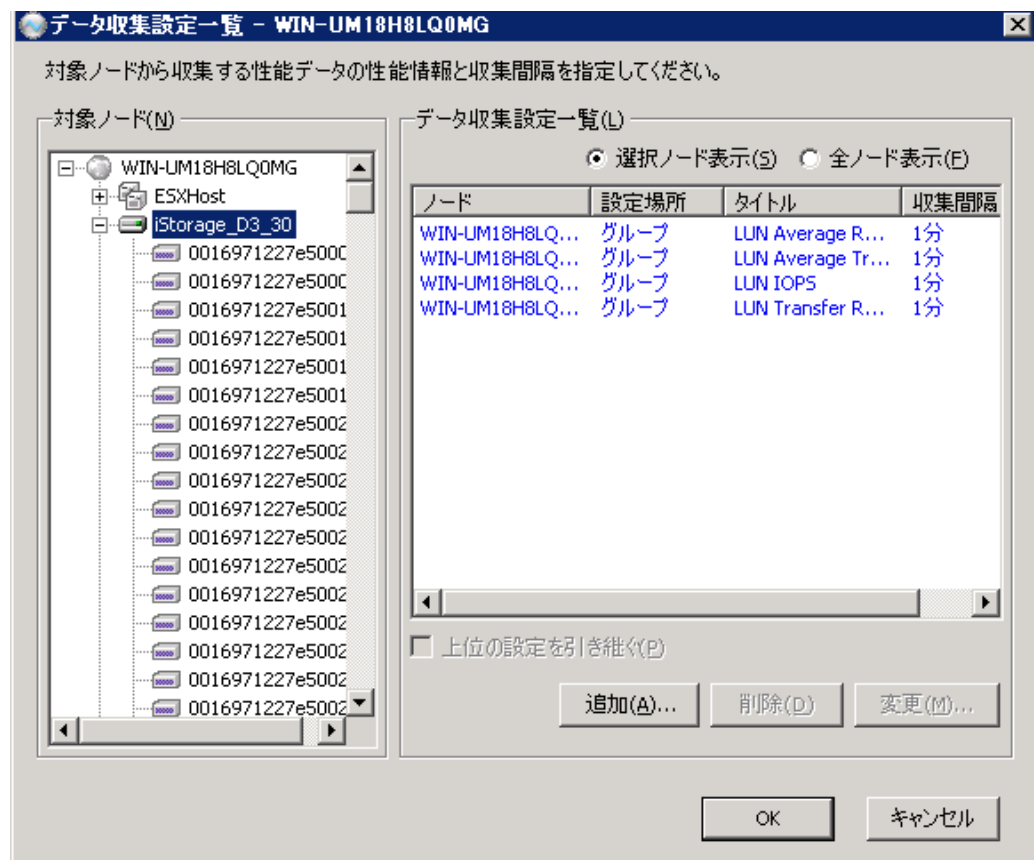 データ収集設定一覧 - WIN-UM18H8LQ0MG
対象ノードから収集する性能データの性能情報と収集間隔を指定してください。
対象ノード(N)
WIN-UM18H8LQ0MG
ESXHost
iStorage_D3_30
0016971227e5000
0016971227e5000
0016971227e5001
0016971227e5001
0016971227e5001
0016971227e5001
0016971227e5002
0016971227e5002
0016971227e5002
0016971227e5002
0016971227e5002
0016971227e5002
0016971227e5002
0016971227e5002
0016971227e5002
0016971227e5002
0016971227e5002
データ収集設定一覧(L)
選択ノード表示(S) 全ノード表示(F)
ノード 設定場所 タイトル 収集間隔
WIN-UM18H8LQ... グループ LUN Average R... 1分
WIN-UM18H8LQ... グループ LUN Average Tr... 1分
WIN-UM18H8LQ... グループ LUN IOPS 1分
WIN-UM18H8LQ... グループ LUN Transfer R... 1分
上位の設定を引き継ぐ(P)
追加(A)... 削除(D) 変更(M)...
OK キャンセル